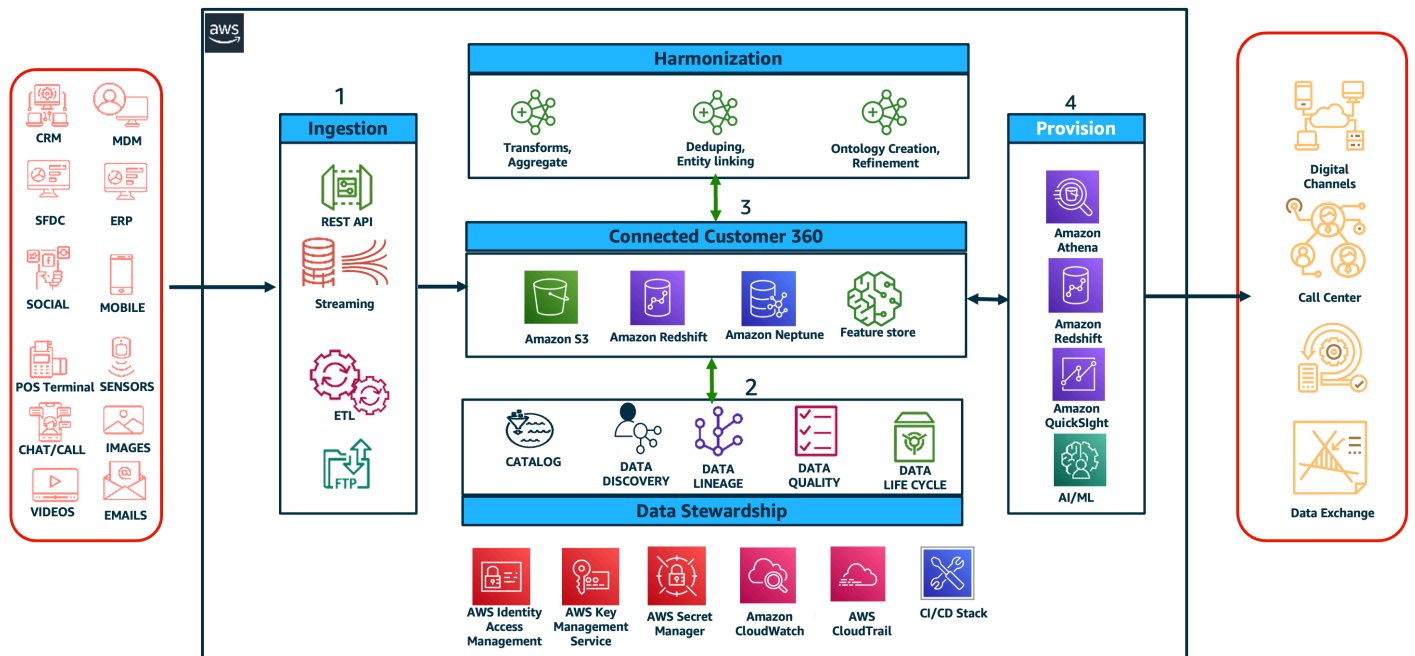 aws
CRM
MDM
SFDC
ERP
SOCIAL
MOBILE
POS Terminal
SENSORS
CHAT/CALL
IMAGES
VIDEOS
EMAILS
1
Ingestion
REST API
Streaming
ETL
FTP
Harmonization
Transforms,
Aggregate
Deduping,
Entity linking
Ontology Creation,
Refinement
3
Connected Customer 360
Amazon S3
Amazon Redshift
Amazon Neptune
Feature store
2
CATALOG
DATA
DISCOVERY
DATA
LINEAGE
DATA
QUALITY
DATA
LIFE CYCLE
Data Stewardship
AWS Identity
Access
Management
AWS Key
Management
Service
AWS Secret
Manager
Amazon
CloudWatch
AWS
CloudTrail
CI/CD Stack
4
Provision
Amazon
Athena
Amazon
Redshift
Amazon
QuickSight
AI/ML
Digital
Channels
Call Center
Data Exchange